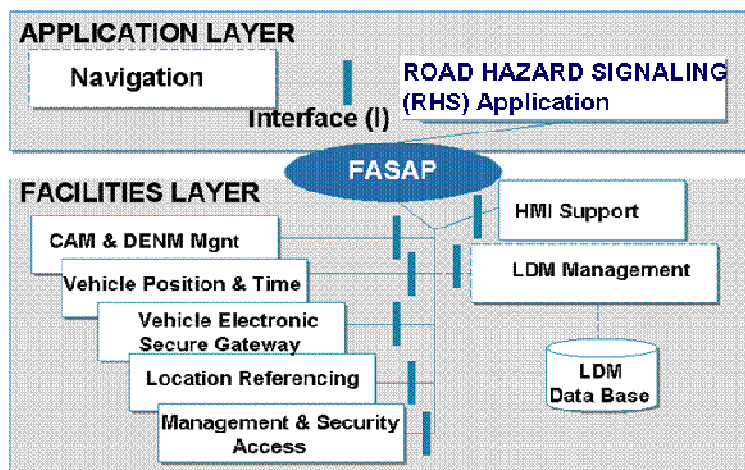 APPLICATION LAYER
Navigation
ROAD HAZARD SIGNALING
(RHS) Application
Interface (I)
FASAP
FACILITIES LAYER
HMI Support
CAM & DENM Mgnt
LDM Management
Vehicle Position & Time
Vehicle Electronic
Secure Gateway
Location Referencing
LDM
Data Base
Management & Security
Access